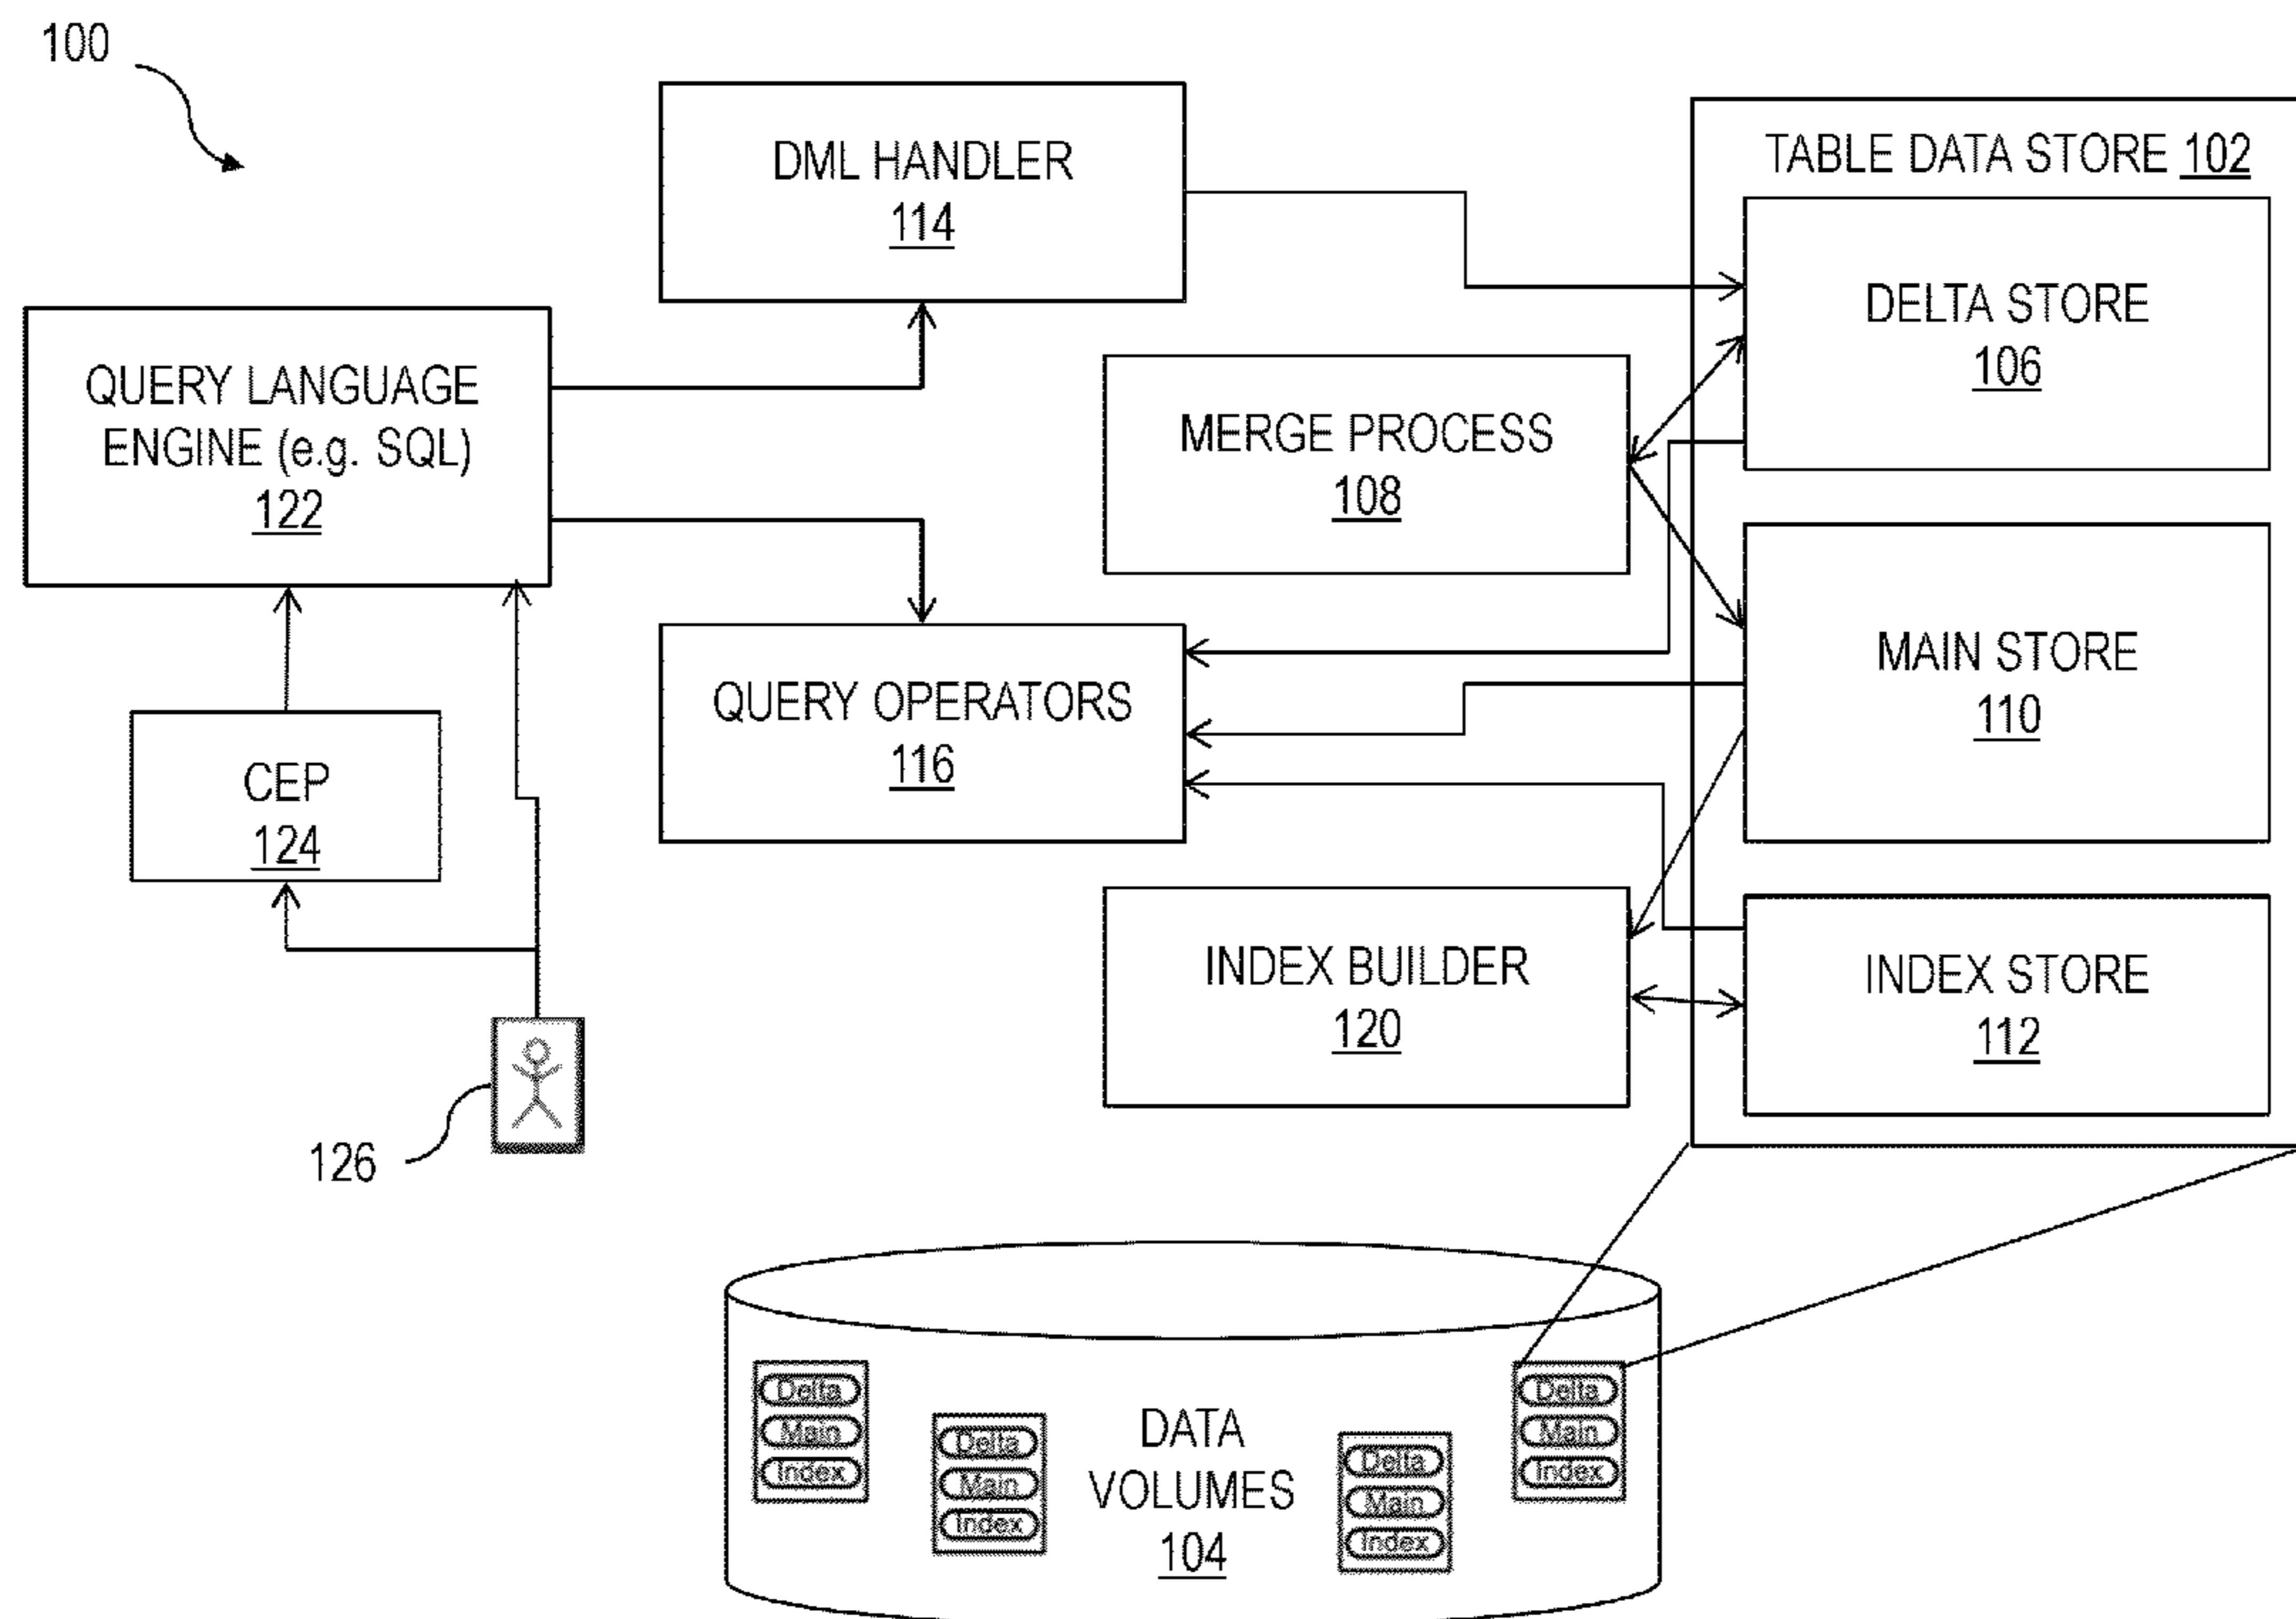 100
DML HANDLER
114
TABLE DATA STORE 102
DELTA STORE
106
QUERY LANGUAGE
ENGINE (e.g. SQL)
122
MERGE PROCESS
108
MAIN STORE
110
QUERY OPERATORS
116
CEP
124
INDEX BUILDER
120
INDEX STORE
112
126
Delta
Main
Index
Delta
Main
Index
DATA
VOLUMES
104
Delta
Main
Index
Delta
Main
Index